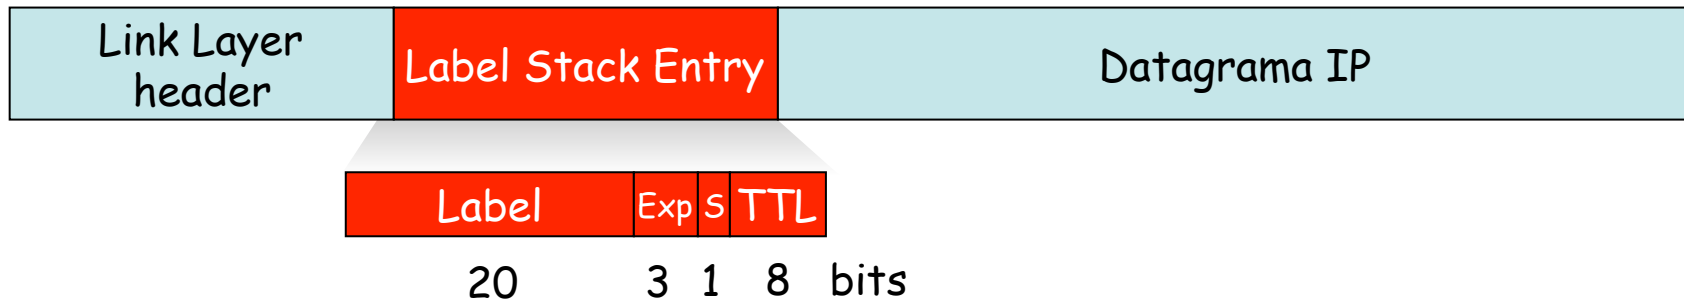 Link Layer
header
Label Stack Entry
Datagrama IP
Label Exp S TTL
20 3 1 8 bits